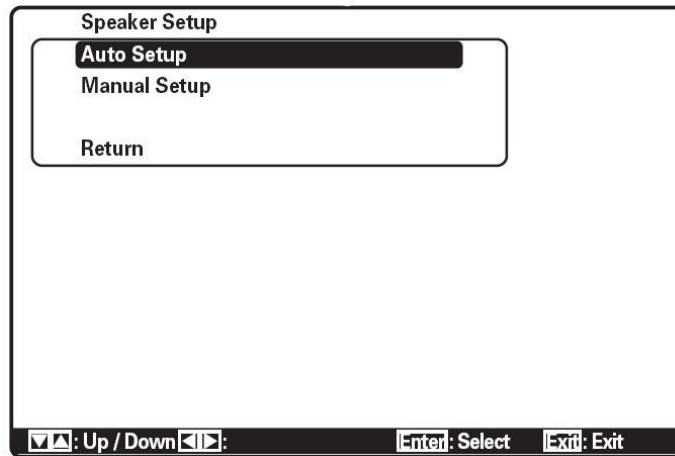 Speaker Setup
Auto Setup
Manual Setup
Return
▼▲: Up / Down ◀▶: Enter: Select Exit: Exit